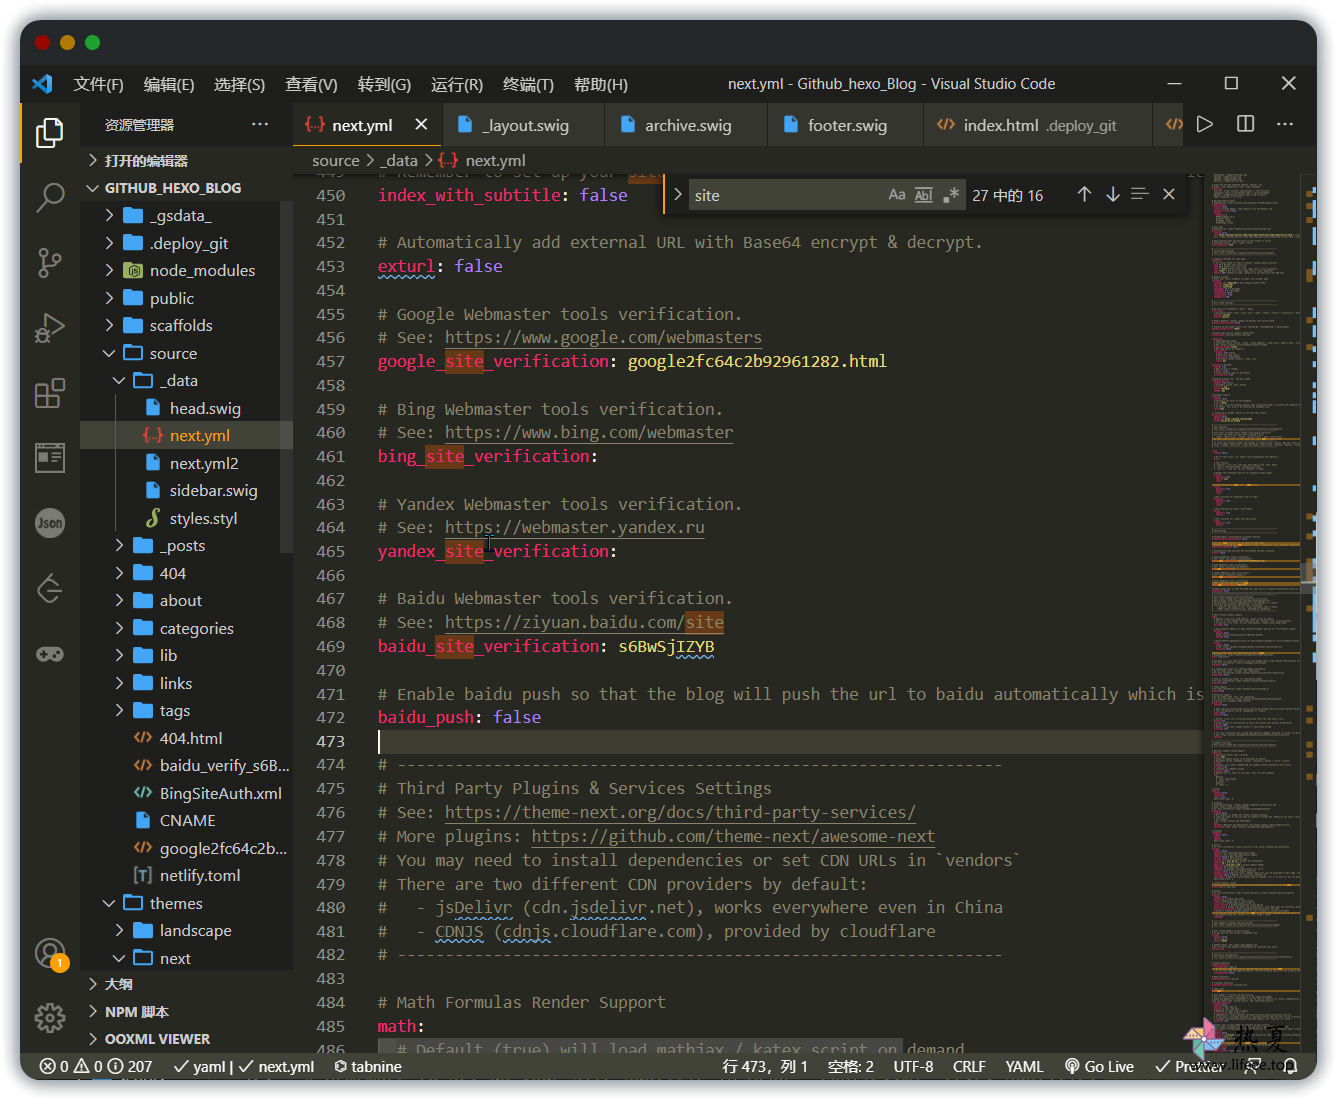 文件(F) 编辑(E) 选择(S) 查看(V) 转到(G) 运行(R) 终端(T) 帮助(H) next.yml - Github_hexo_Blog - Visual Studio Code
资源管理器 ···
next.yml _layout.swig archive.swig footer.swig index.html .deploy_git
打开的编辑器
source > _data > {..} next.yml
GITHUB_HEXO_BLOG
_gsdata_
.deploy_git
node_modules
public
scaffolds
source
_data
head.swig
next.yml
next.yml2
sidebar.swig
styles.styl
_posts
404
about
categories
lib
links
tags
404.html
baidu_verify_s6B...
BingSiteAuth.xml
CNAME
google2fc64c2b...
netlify.toml
themes
landscape
next
大纲
NPM 脚本
OOXML VIEWER
Json
1
site Aa Abl .* 27 中的 16
449 # Remember to set up your site
450 index_with_subtitle: false
451
452 # Automatically add external URL with Base64 encrypt & decrypt.
453 exturl: false
454
455 # Google Webmaster tools verification.
456 # See: https://www.google.com/webmasters
457 google_site_verification: google2fc64c2b92961282.html
458
459 # Bing Webmaster tools verification.
460 # See: https://www.bing.com/webmaster
461 bing_site_verification:
462
463 # Yandex Webmaster tools verification.
464 # See: https://webmaster.yandex.ru
465 yandex_site_verification:
466
467 # Baidu Webmaster tools verification.
468 # See: https://ziyuan.baidu.com/site
469 baidu_site_verification: s6BwSjIZYB
470
471 # Enable baidu push so that the blog will push the url to baidu automatically which is
472 baidu_push: false
473
474 # ---------------------------------------------------------------
475 # Third Party Plugins & Services Settings
476 # See: https://theme-next.org/docs/third-party-services/
477 # More plugins: https://github.com/theme-next/awesome-next
478 # You may need to install dependencies or set CDN URLs in `vendors`
479 # There are two different CDN providers by default:
480 #   - jsDelivr (cdn.jsdelivr.net), works everywhere even in China
481 #   - CDNJS (cdnjs.cloudflare.com), provided by cloudflare
482 # ---------------------------------------------------------------
483
484 # Math Formulas Render Support
485 math:
486 # Default (true) will load mathjax / katex script on demand
0 0 207 yaml | next.yml tabnine 行 473，列 1 空格: 2 UTF-8 CRLF YAML Go Live Prettier
热夏
www.lifece.top